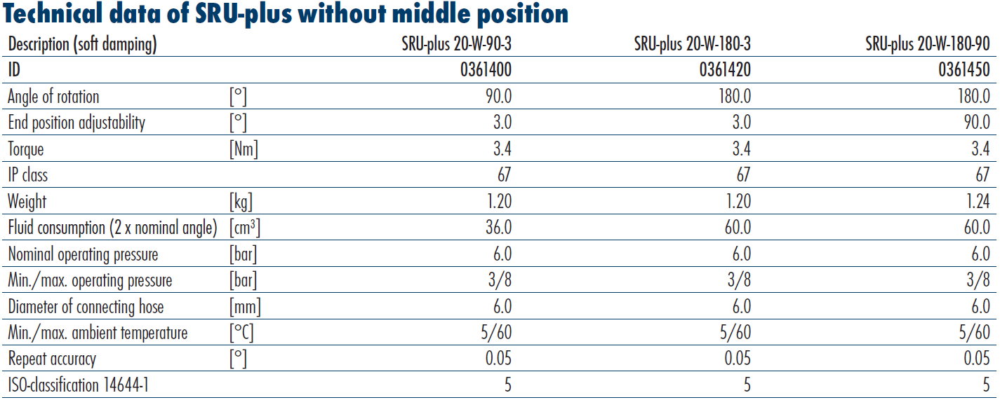 Technical data of SRU-plus without middle position
Description (soft damping) SRU-plus 20-W-90-3 SRU-plus 20-W-180-3 SRU-plus 20-W-180-90
ID 0361400 0361420 0361450
Angle of rotation [°] 90.0 180.0 180.0
End position adjustability [°] 3.0 3.0 90.0
Torque [Nm] 3.4 3.4 3.4
IP class 67 67 67
Weight [kg] 1.20 1.20 1.24
Fluid consumption (2 x nominal angle) [cm³] 36.0 60.0 60.0
Nominal operating pressure [bar] 6.0 6.0 6.0
Min./max. operating pressure [bar] 3/8 3/8 3/8
Diameter of connecting hose [mm] 6.0 6.0 6.0
Min./max. ambient temperature [°C] 5/60 5/60 5/60
Repeat accuracy [°] 0.05 0.05 0.05
ISO-classification 14644-1 5 5 5